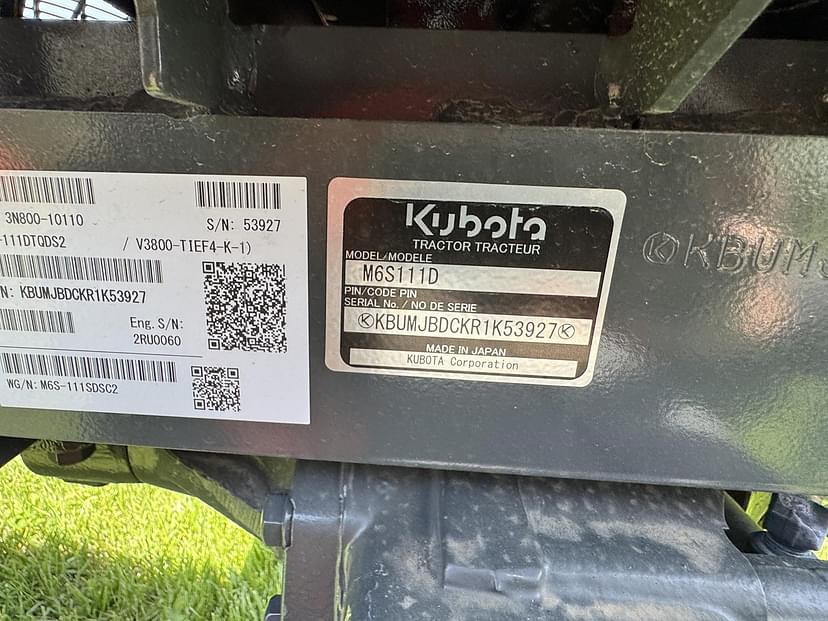 3N800-10110
S/N: 53927
-111DTQDS2 / V3800-TIEF4-K-1)
N: KBUMJBDCKR1K53927
Eng. S/N:
2RU0060
WG/N: M6S-111SDSC2
Kubota
TRACTOR TRACTEUR
MODEL/MODELE
M6S111D
PIN/CODE PIN
SERIAL No. / NO DE SERIE
KBUMJBDCKR1K53927
MADE IN JAPAN
KUBOTA Corporation
KBUMJ